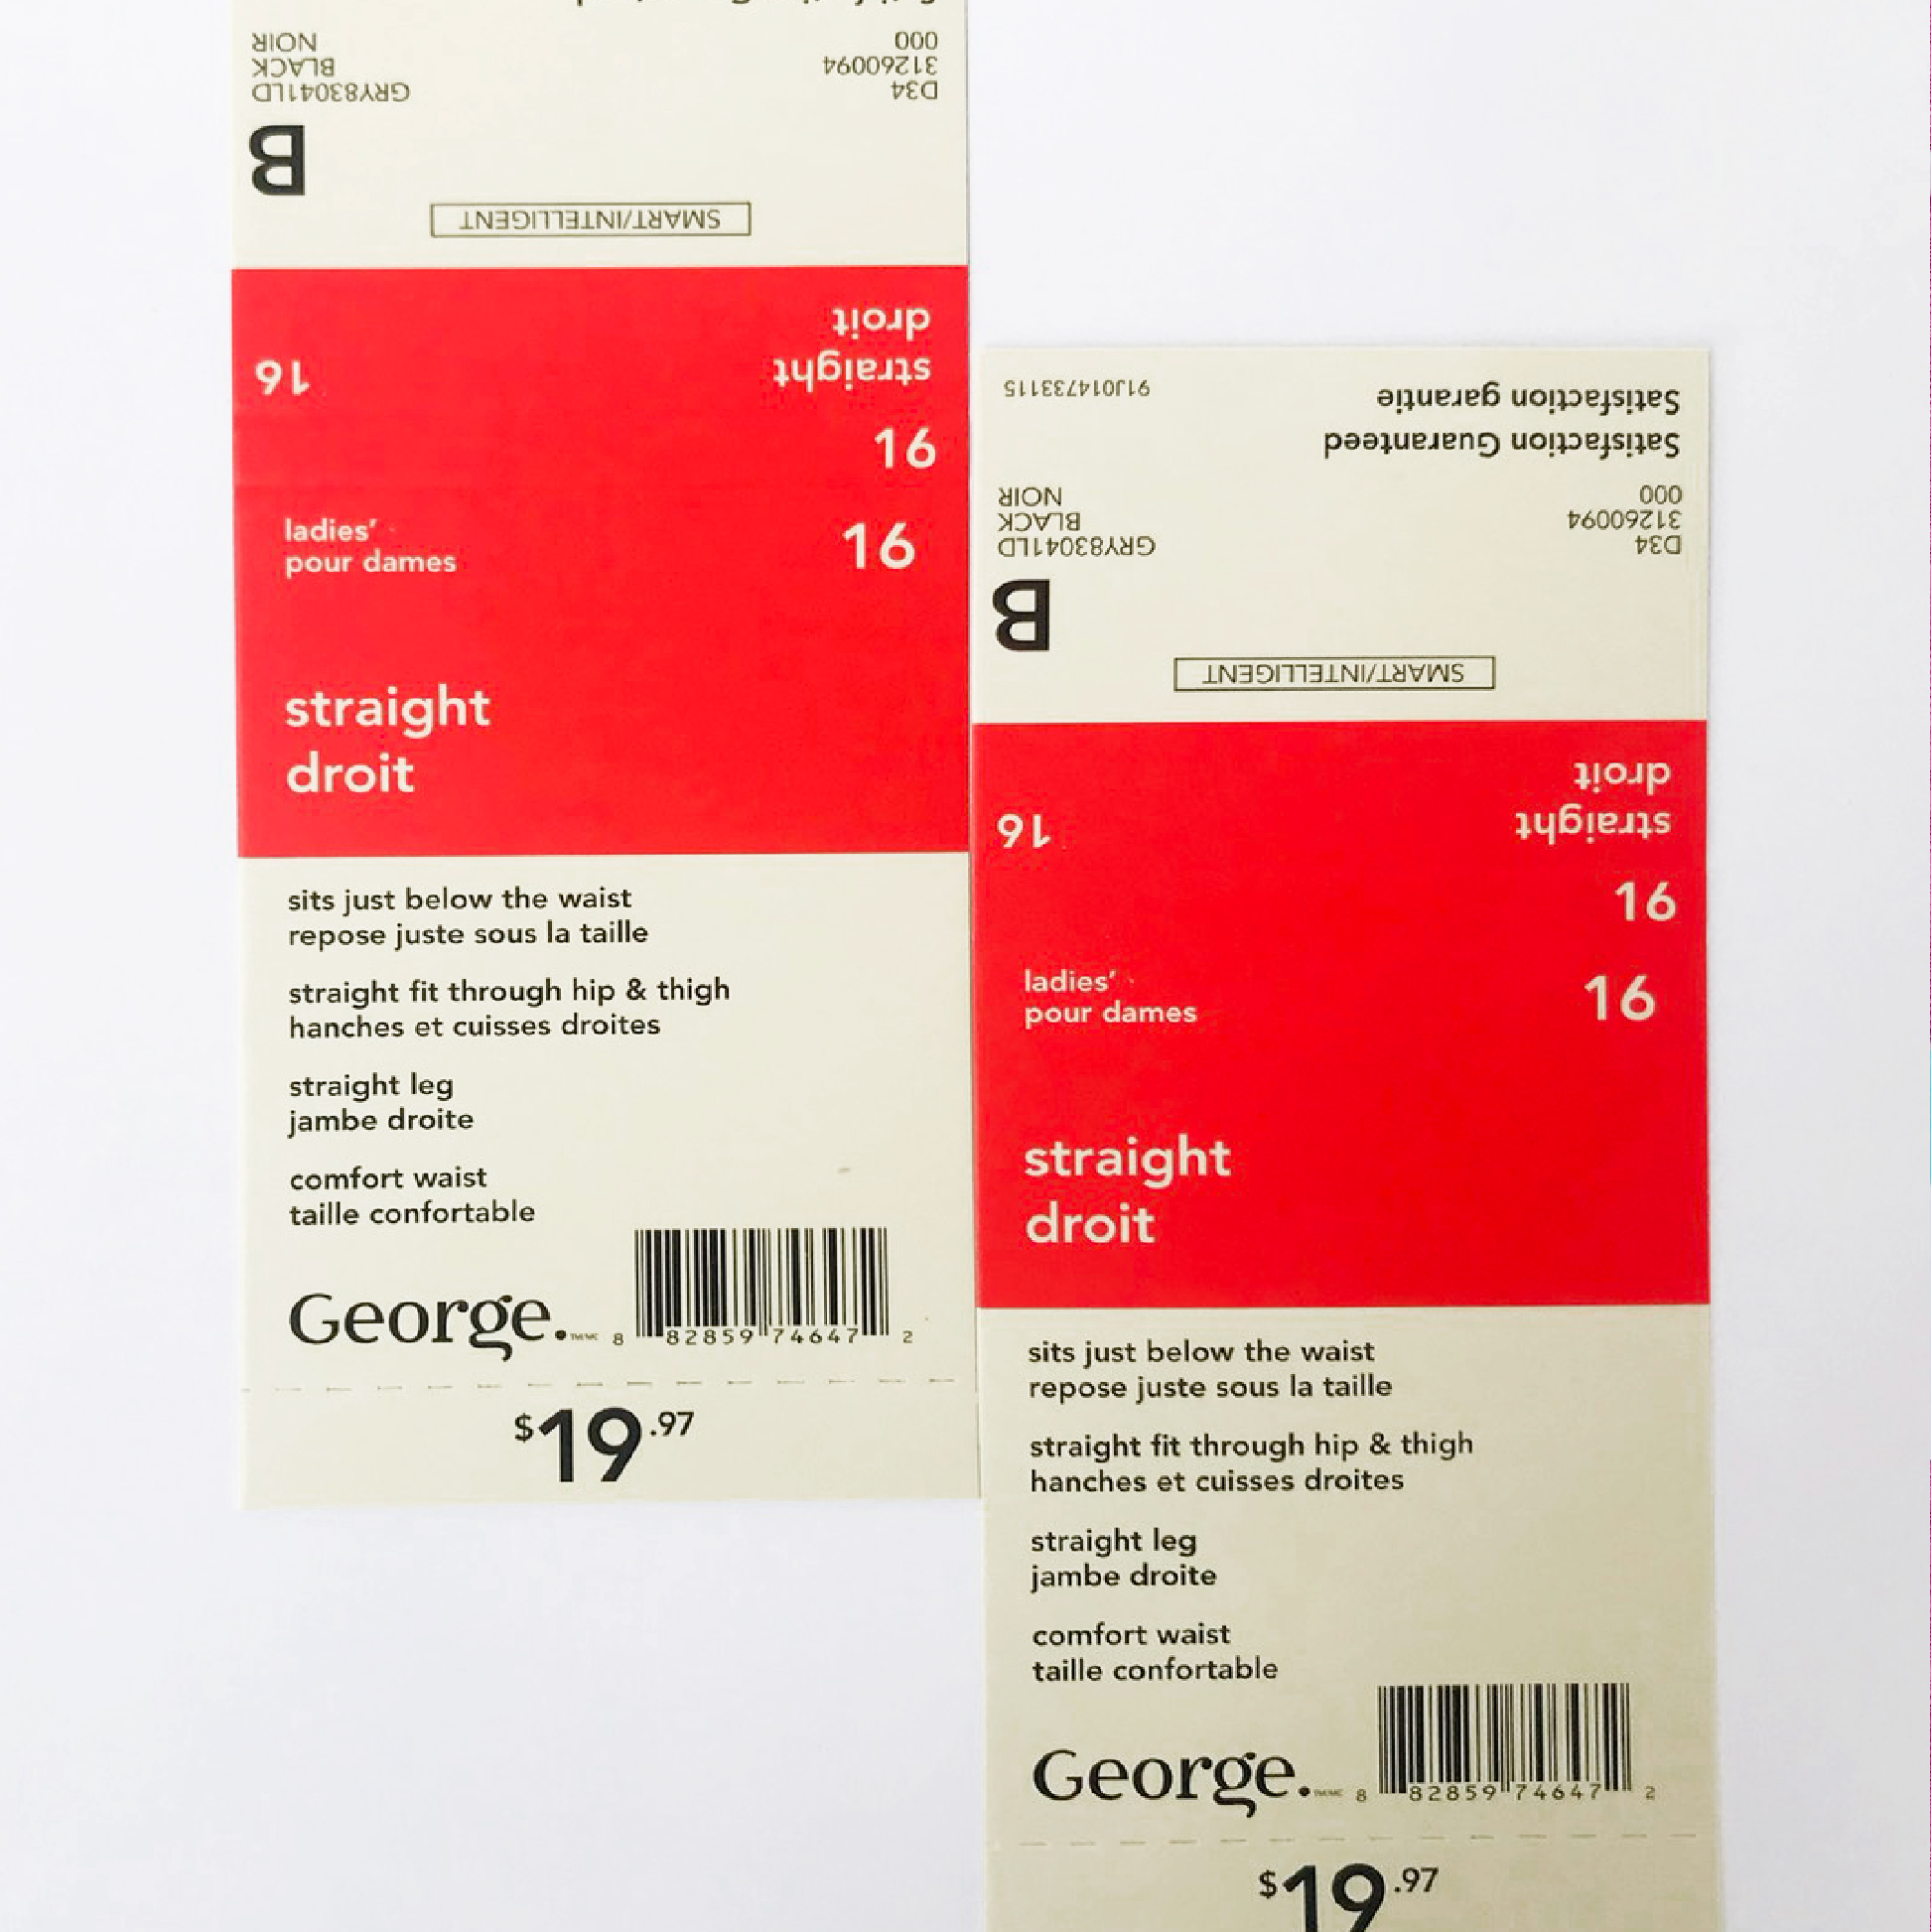 NOIR
BLACK
GRY83041LD
000
31260094
D34
B
SMART/INTELLIGENT
droit
straight
16
16
ladies’
pour dames
16
straight
droit
sits just below the waist
repose juste sous la taille
straight fit through hip & thigh
hanches et cuisses droites
straight leg
jambe droite
comfort waist
taille confortable
George.
8 82859 74647 2
$19.97
91J014733115
Satisfaction garantie
Satisfaction Guaranteed
NOIR
BLACK
GRY83041LD
000
31260094
D34
B
SMART/INTELLIGENT
droit
straight
16
16
ladies’
pour dames
16
straight
droit
sits just below the waist
repose juste sous la taille
straight fit through hip & thigh
hanches et cuisses droites
straight leg
jambe droite
comfort waist
taille confortable
George.
8 82859 74647 2
$19.97